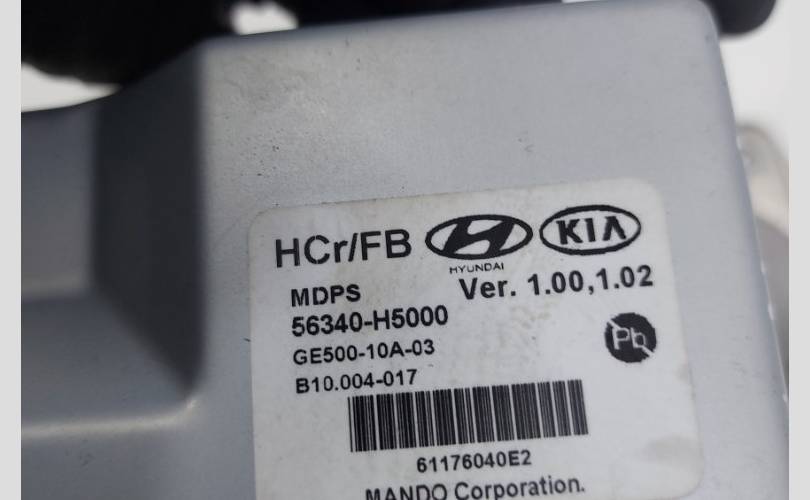 HCr/FB HYUNDAI KIA
MDPS Ver. 1.00,1.02
56340-H5000
GE500-10A-03 Pb
B10.004-017
61176040E2
MANDO Corporation.